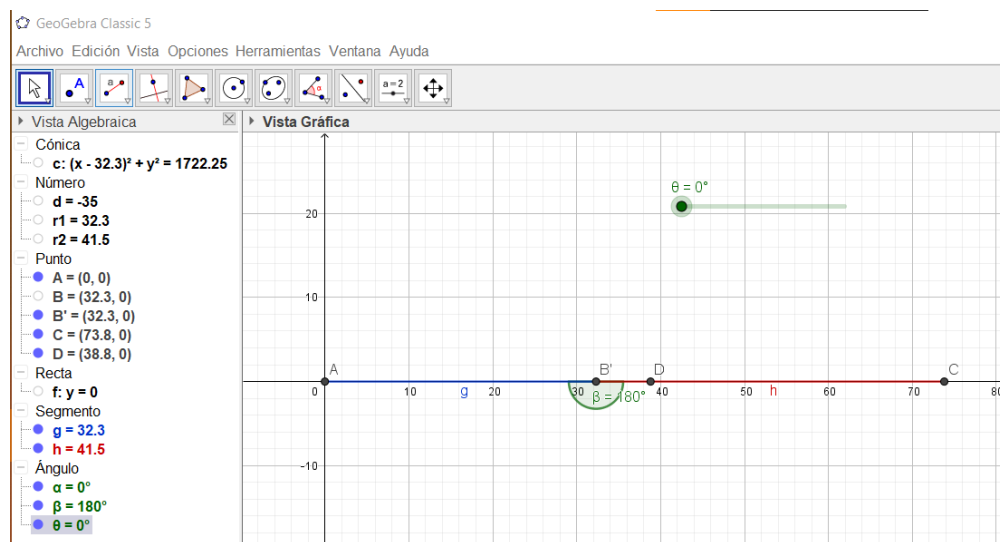 GeoGebra Classic 5
Archivo Edición Vista Opciones Herramientas Ventana Ayuda
A a α a=2
Vista Algebraica
Cónica
c: (x - 32.3)² + y² = 1722.25
Número
d = -35
r1 = 32.3
r2 = 41.5
Punto
A = (0, 0)
B = (32.3, 0)
B' = (32.3, 0)
C = (73.8, 0)
D = (38.8, 0)
Recta
f: y = 0
Segmento
g = 32.3
h = 41.5
Ángulo
α = 0°
β = 180°
θ = 0°
Vista Gráfica
θ = 0°
20
10
A B' D C
0 10 20 30 40 50 60 70 80
g β = 180° h
-10